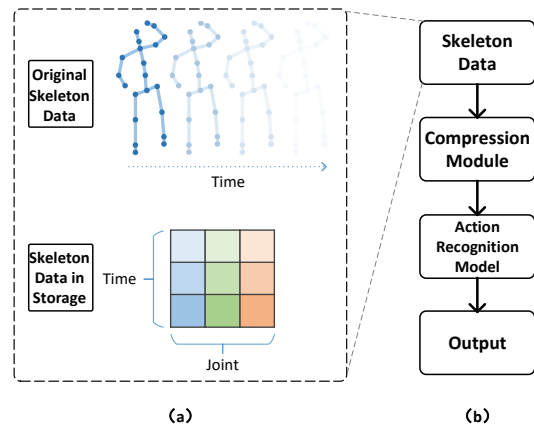 Original
Skeleton
Data
Time
Skeleton
Data in
Storage
Time
Joint
(a)
Skeleton
Data
Compression
Module
Action
Recognition
Model
Output
(b)